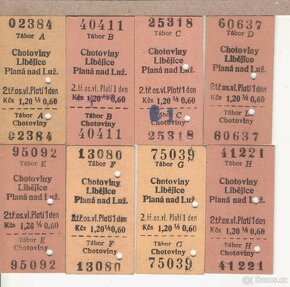 02384
Tábor
A
Chotoviny
Libějice
Planá nad Luž.
2.tř.os.vl.Platí 1 den
Kčs 1,20 ½ 0,60
Tábor
A
02384
40411
Tábor
B
Chotoviny
Libějice
Planá nad Luž.
2.tř.os.vl.Platí 1 den
Kčs 1,20 ½ 0,60
Tábor
B
40411
25318
Tábor
C
Chotoviny
Libějice
Planá nad Luž.
2.tř.os.vl.Platí 1 den
Kčs 1,20 ½ 0,60
25318
60637
Tábor
D
Chotoviny
Libějice
Planá nad Luž.
2.tř.os.vl.Platí 1 den
Kčs 1,20 ½ 0,60
Tábor
60637
95092
Tábor
E
Chotoviny
Libějice
Planá nad Luž.
2.tř.os.vl.Platí 1 den
Kčs 1,20 ½ 0,60
Tábor
E
95092
13080
Tábor
F
Chotoviny
Libějice
Planá nad Luž.
2.tř.os.vl.Platí 1 den
Kčs 1,20 ½ 0,60
Tábor
F
13080
75039
Tábor
G
Chotoviny
Libějice
Planá nad Luž.
2.tř.os.vl.Platí 1 den
Kčs 1,20 ½ 0,60
Tábor
G
75039
41221
Tábor
H
Chotoviny
Libějice
Planá nad Luž.
2.tř.os.vl.Platí 1 den
Kčs 1,20 ½ 0,60
Tábor
H
41221